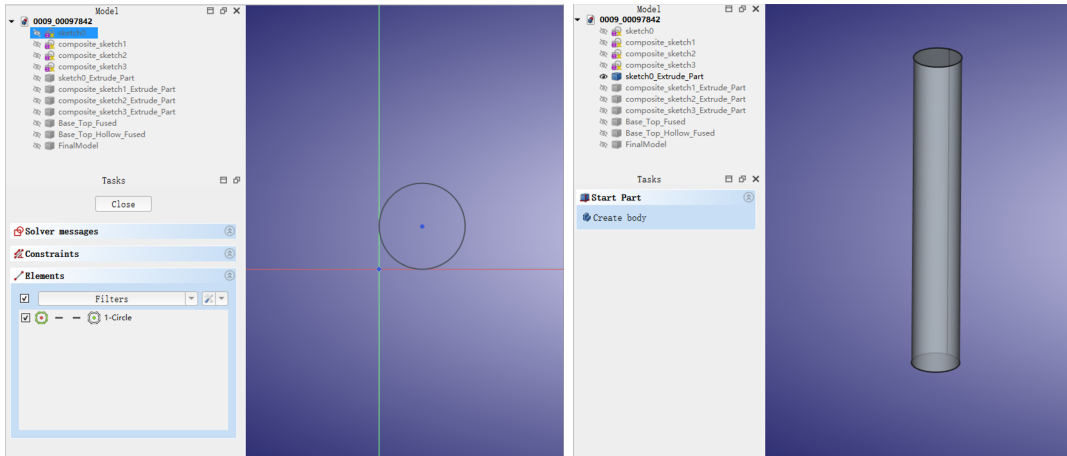 Model
0009_00097842
sketch0
composite_sketch1
composite_sketch2
composite_sketch3
sketch0_Extrude_Part
composite_sketch1_Extrude_Part
composite_sketch2_Extrude_Part
composite_sketch3_Extrude_Part
Base_Top_Fused
Base_Top_Hollow_Fused
FinalModel
Tasks
Close
Solver messages
Constraints
Elements
Filters
1-Circle
Model
0009_00097842
sketch0
composite_sketch1
composite_sketch2
composite_sketch3
sketch0_Extrude_Part
composite_sketch1_Extrude_Part
composite_sketch2_Extrude_Part
composite_sketch3_Extrude_Part
Base_Top_Fused
Base_Top_Hollow_Fused
FinalModel
Tasks
Start Part
Create body